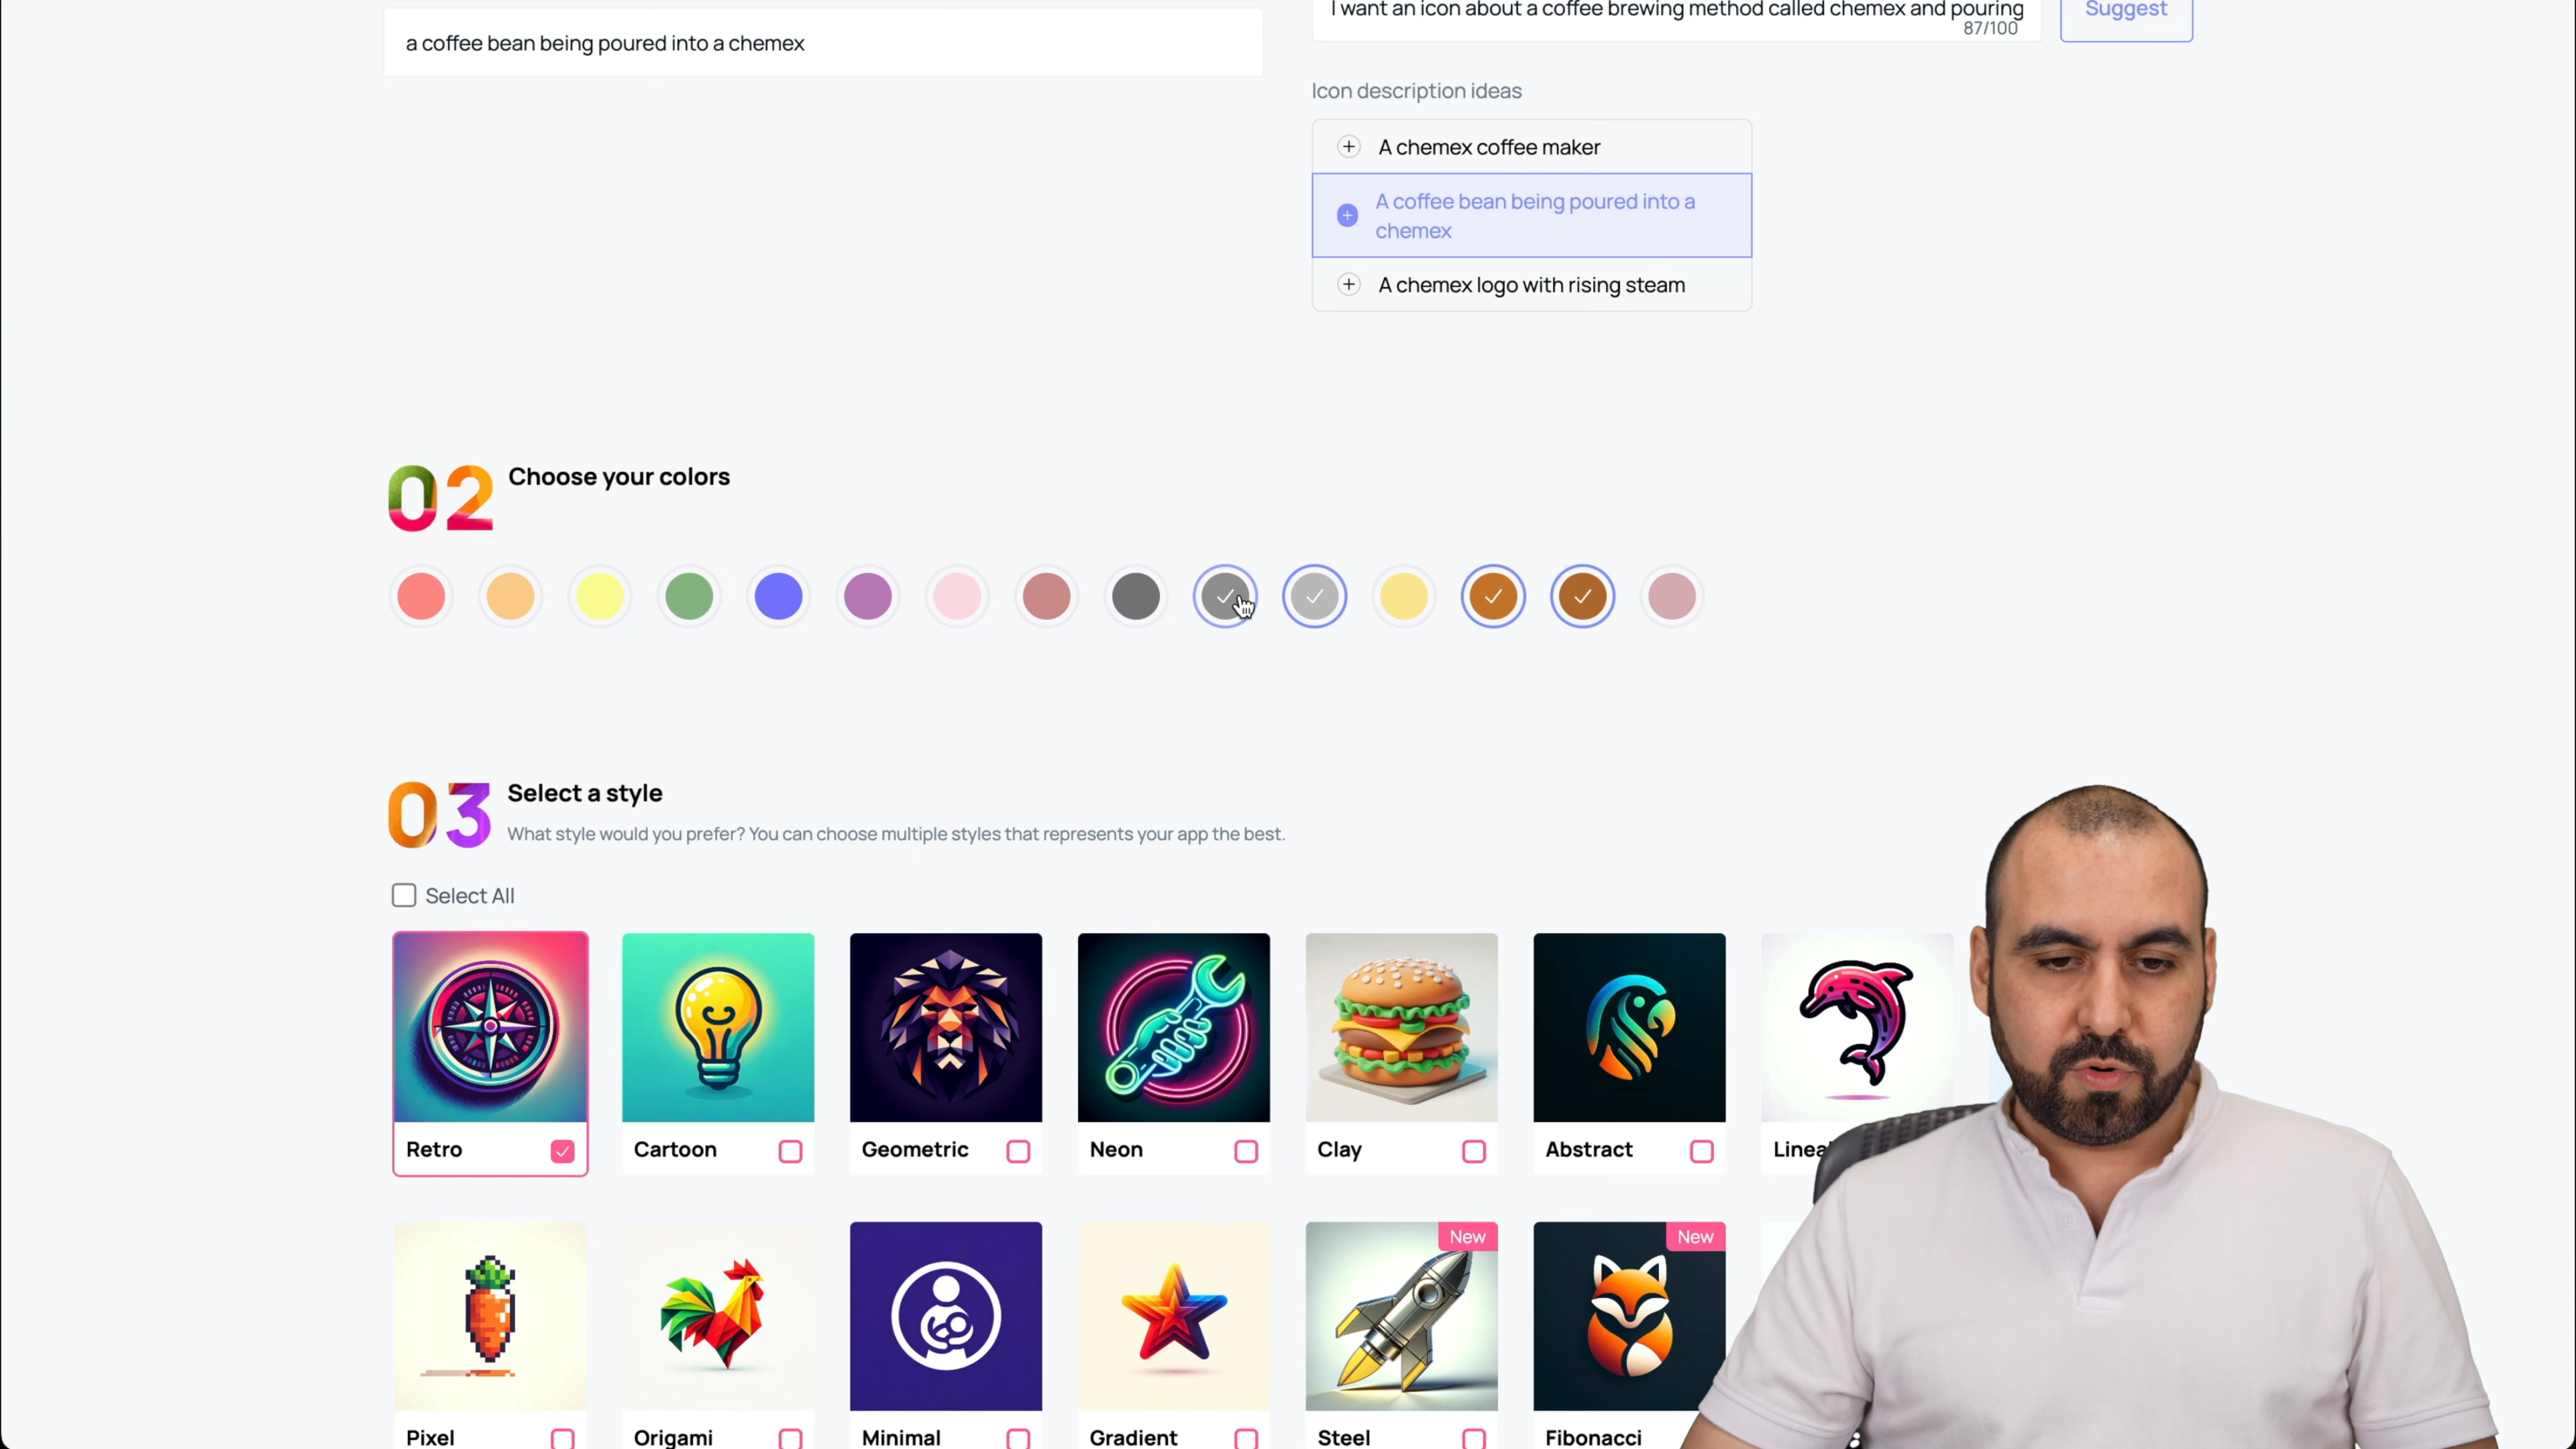 I want an icon about a coffee brewing method called chemex and pouring
87/100
Suggest
a coffee bean being poured into a chemex
Icon description ideas
A chemex coffee maker
A coffee bean being poured into a
chemex
A chemex logo with rising steam
02 Choose your colors
03 Select a style
What style would you prefer? You can choose multiple styles that represents your app the best.
Select All
Retro
Cartoon
Geometric
Neon
Clay
Abstract
New
New
Pixel
Origami
Minimal
Gradient
Steel
Fibonacci